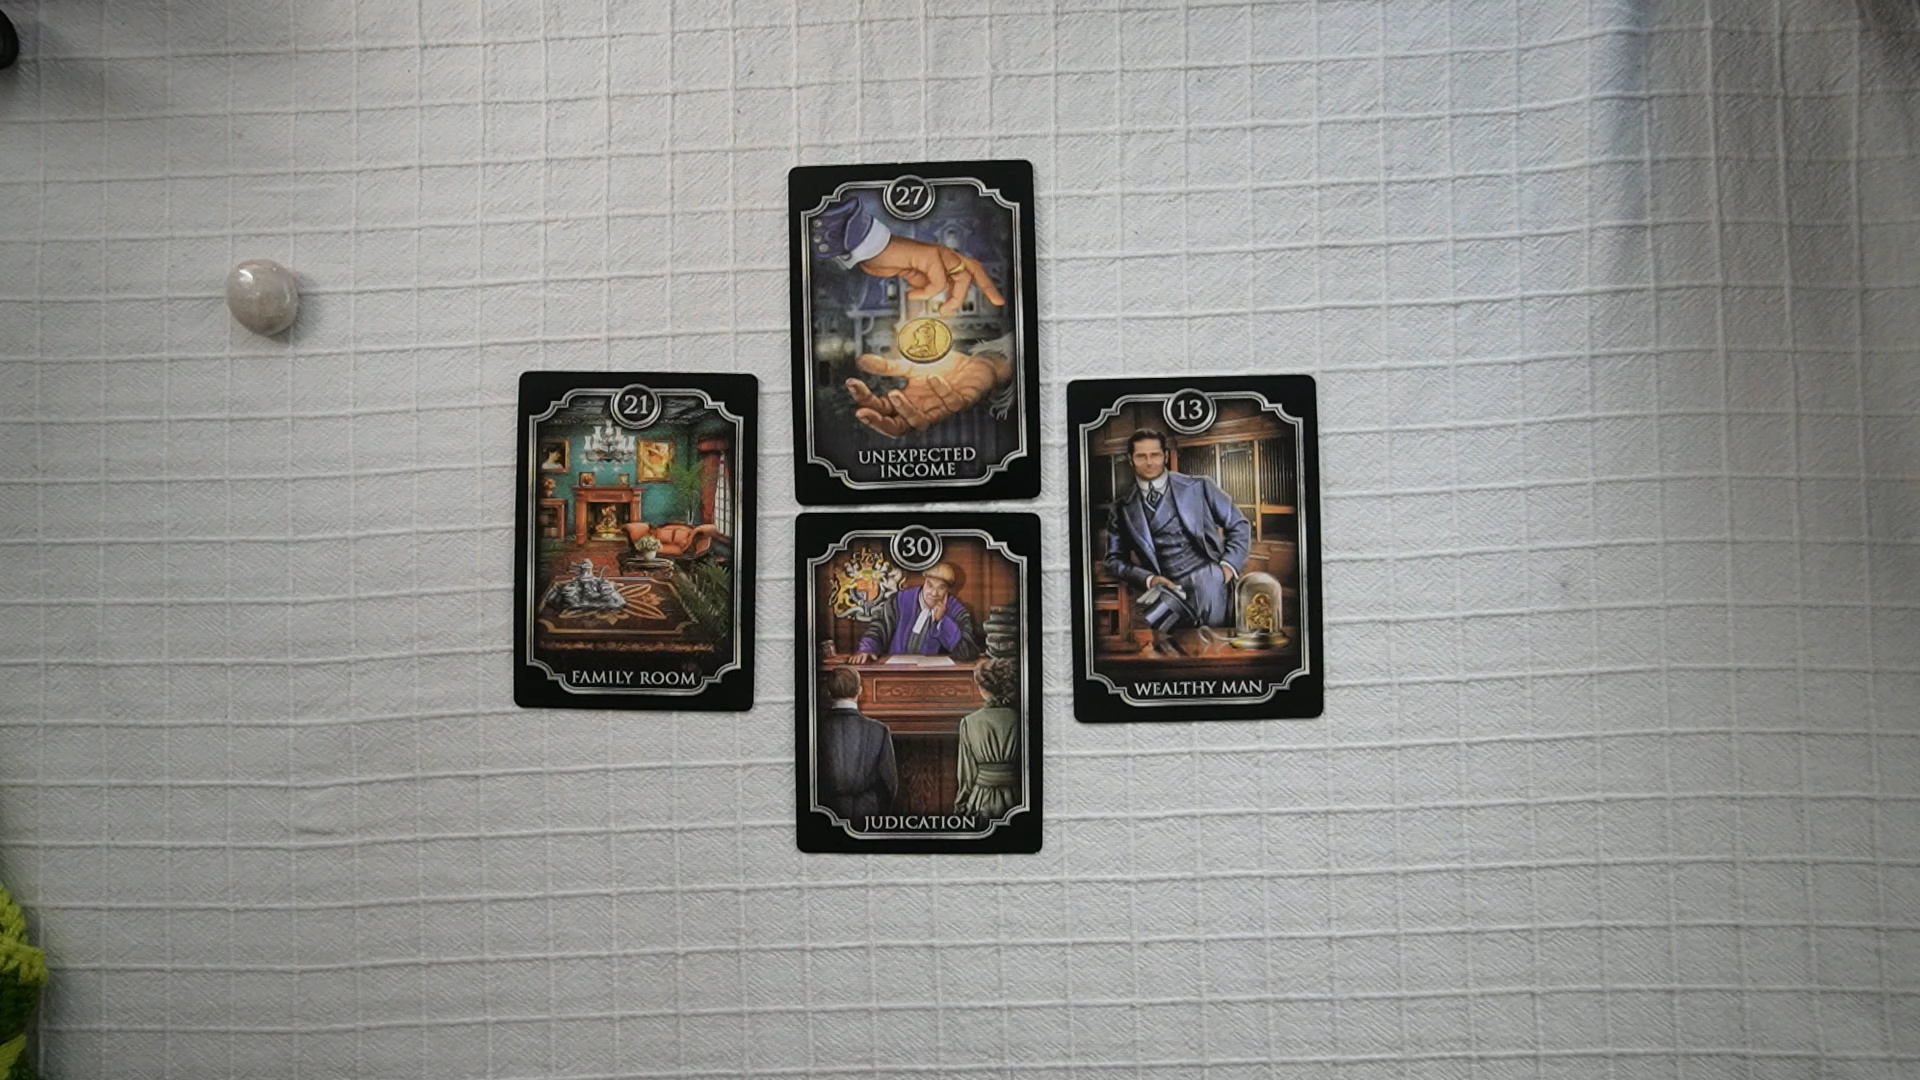 27
UNEXPECTED
INCOME
21
FAMILY ROOM
13
WEALTHY MAN
30
JUDICATION